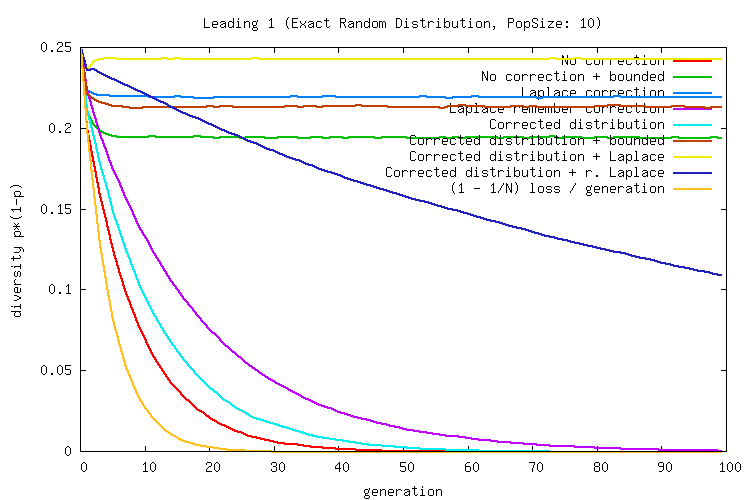 Leading 1 (Exact Random Distribution, PopSize: 10)
0.25
0.2
0.15
0.1
0.05
0
diversity p*(1-p)
No correction
No correction + bounded
Laplace correction
Laplace remember correction
Corrected distribution
Corrected distribution + bounded
Corrected distribution + Laplace
Corrected distribution + r. Laplace
(1 - 1/N) loss / generation
0 10 20 30 40 50 60 70 80 90 100
generation